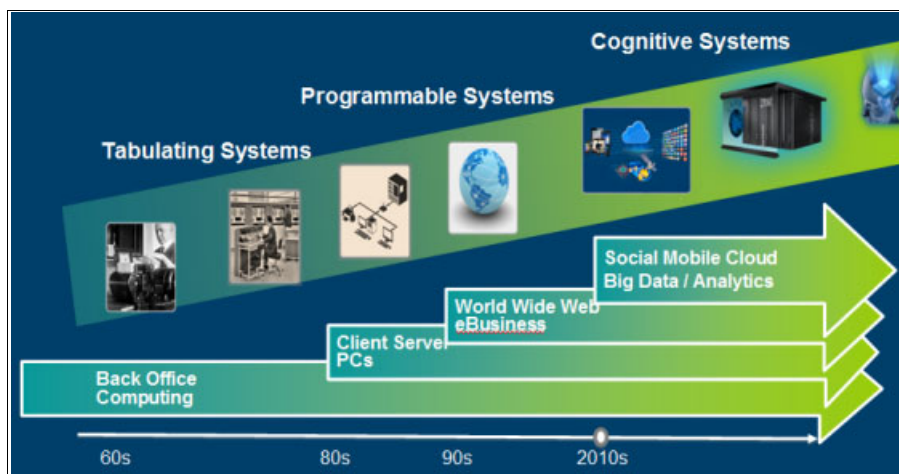 Cognitive Systems
Programmable Systems
Tabulating Systems
Social Mobile Cloud
Big Data / Analytics
World Wide Web
eBusiness
Client Server
PCs
Back Office
Computing
60s
80s
90s
2010s